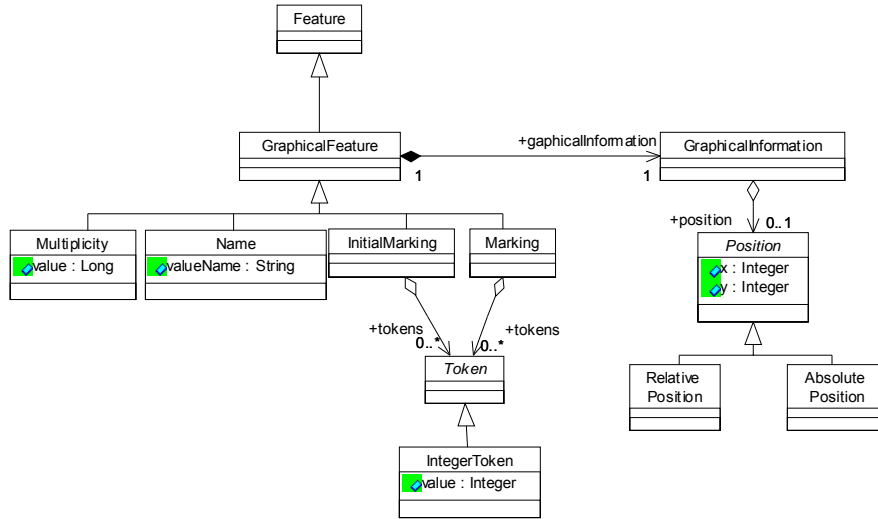 Feature
GraphicalFeature
+gaphicalInformation
GraphicalInformation
1
1
Multiplicity
value : Long
Name
valueName : String
InitialMarking
Marking
+position
0..1
Position
x : Integer
y : Integer
+tokens
0..*
+tokens
0..*
Token
Relative
Position
Absolute
Position
IntegerToken
value : Integer